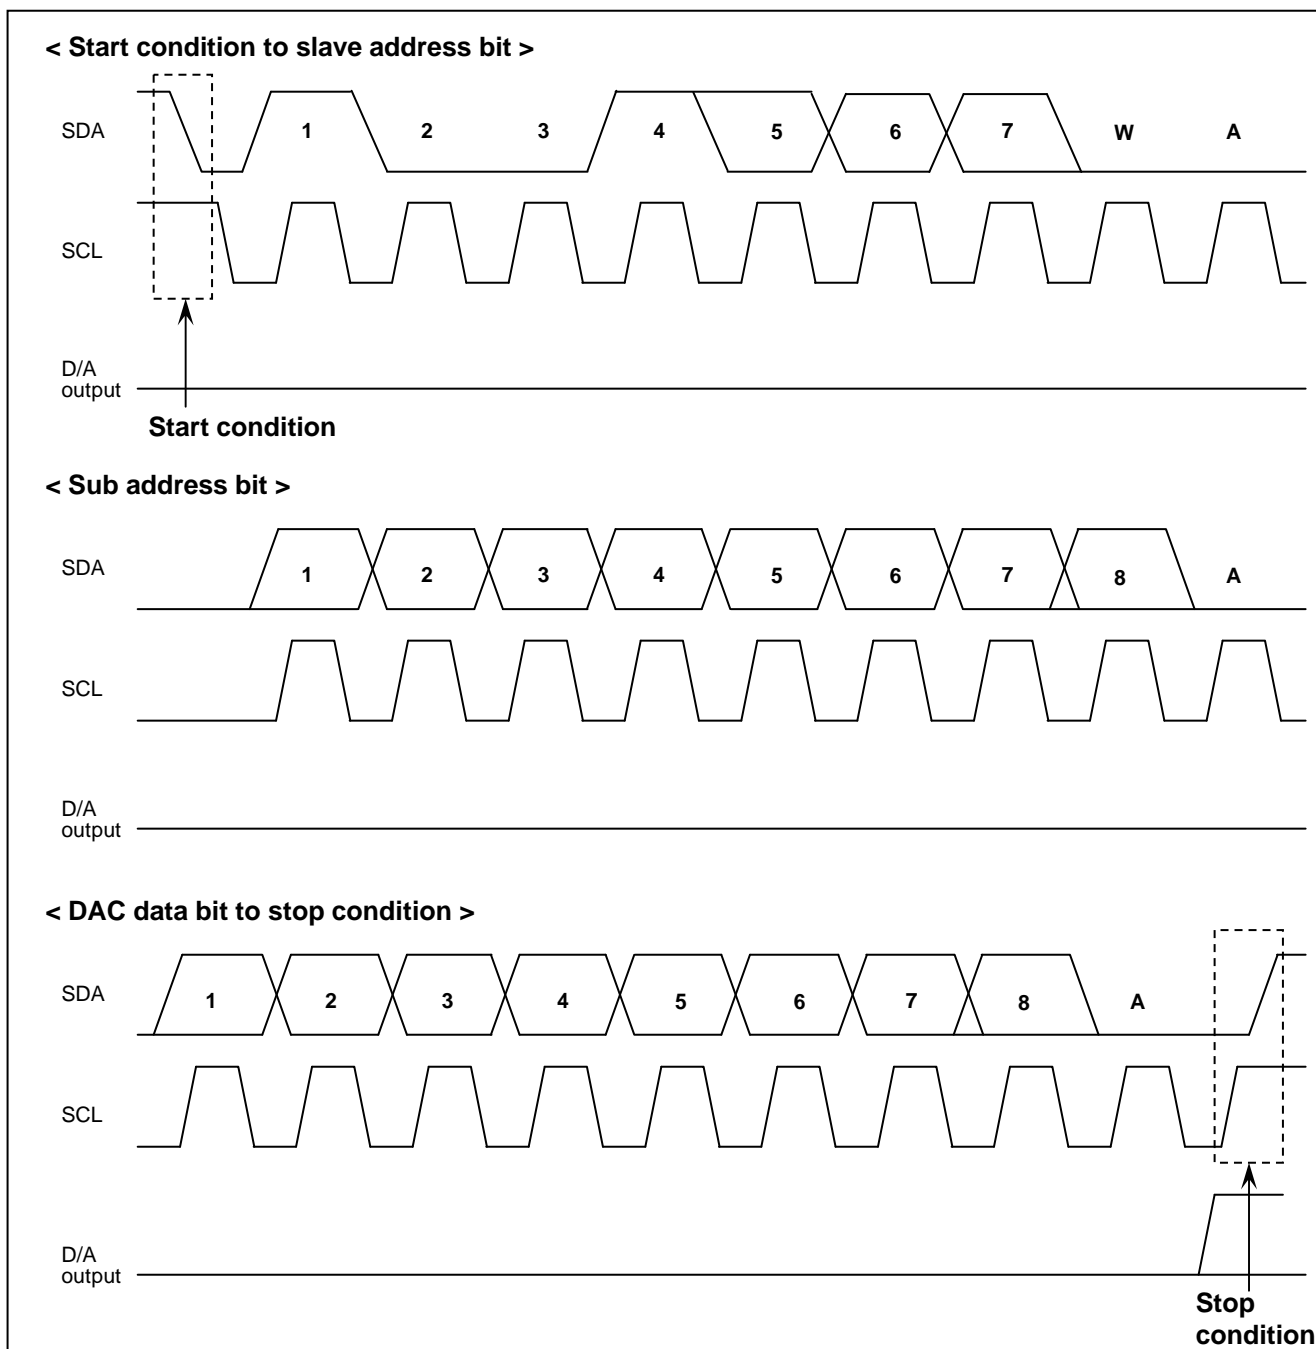 < Start condition to slave address bit >
SDA 1 2 3 4 5 6 7 W A
SCL
D/A
output
Start condition
< Sub address bit >
SDA 1 2 3 4 5 6 7 8 A
SCL
D/A
output
< DAC data bit to stop condition >
SDA 1 2 3 4 5 6 7 8 A
SCL
D/A
output
Stop
condition